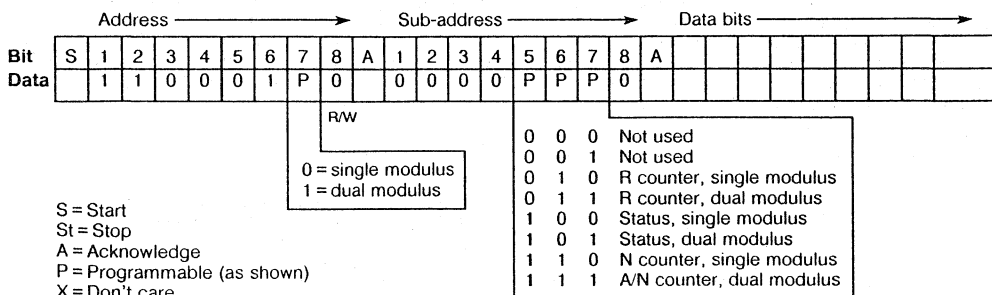 Address Sub-address Data bits
Bit S 1 2 3 4 5 6 7 8 A 1 2 3 4 5 6 7 8 A
Data 1 1 0 0 0 1 P 0 0 0 0 0 P P P 0
R/W
0 = single modulus
1 = dual modulus
0 0 0 Not used
0 0 1 Not used
0 1 0 R counter, single modulus
0 1 1 R counter, dual modulus
1 0 0 Status, single modulus
1 0 1 Status, dual modulus
1 1 0 N counter, single modulus
1 1 1 A/N counter, dual modulus
S = Start
St = Stop
A = Acknowledge
P = Programmable (as shown)
X = Don't care